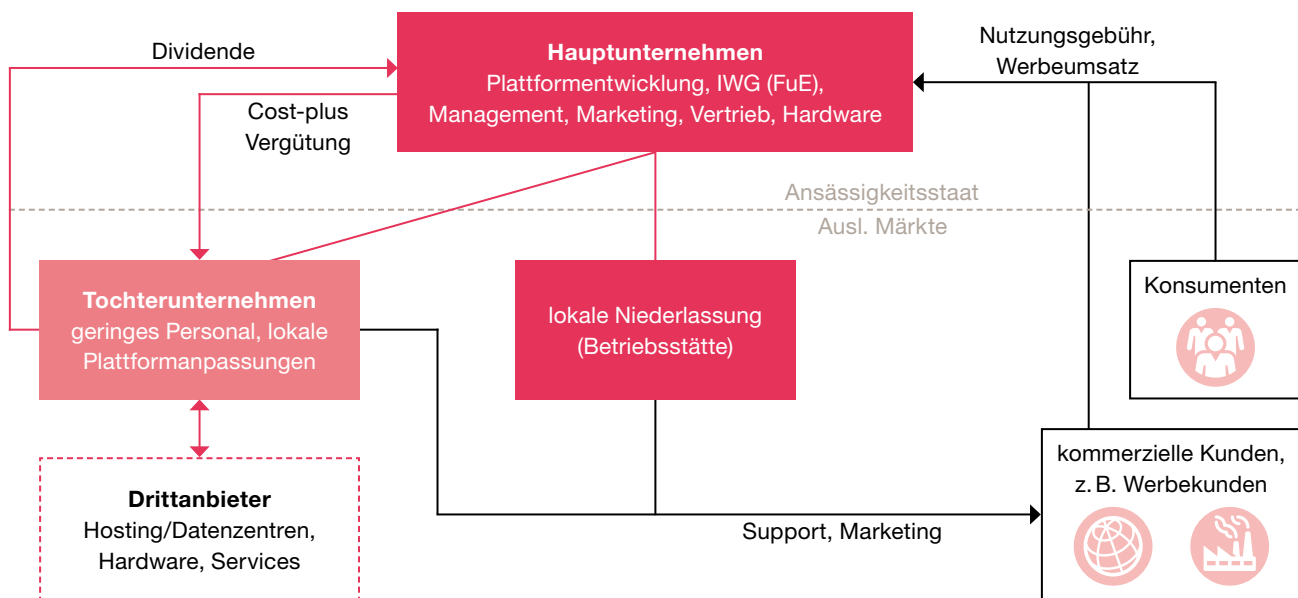 Dividende
Hauptunternehmen
Plattformentwicklung, IWG (FuE),
Management, Marketing, Vertrieb, Hardware
Nutzungsgebühr,
Werbeumsatz
Cost-plus
Vergütung
Ansässigkeitsstaat
Ausl. Märkte
Tochterunternehmen
geringes Personal, lokale
Plattformanpassungen
lokale Niederlassung
(Betriebsstätte)
Konsumenten
Drittanbieter
Hosting/Datenzentren,
Hardware, Services
Support, Marketing
kommerzielle Kunden,
z. B. Werbekunden